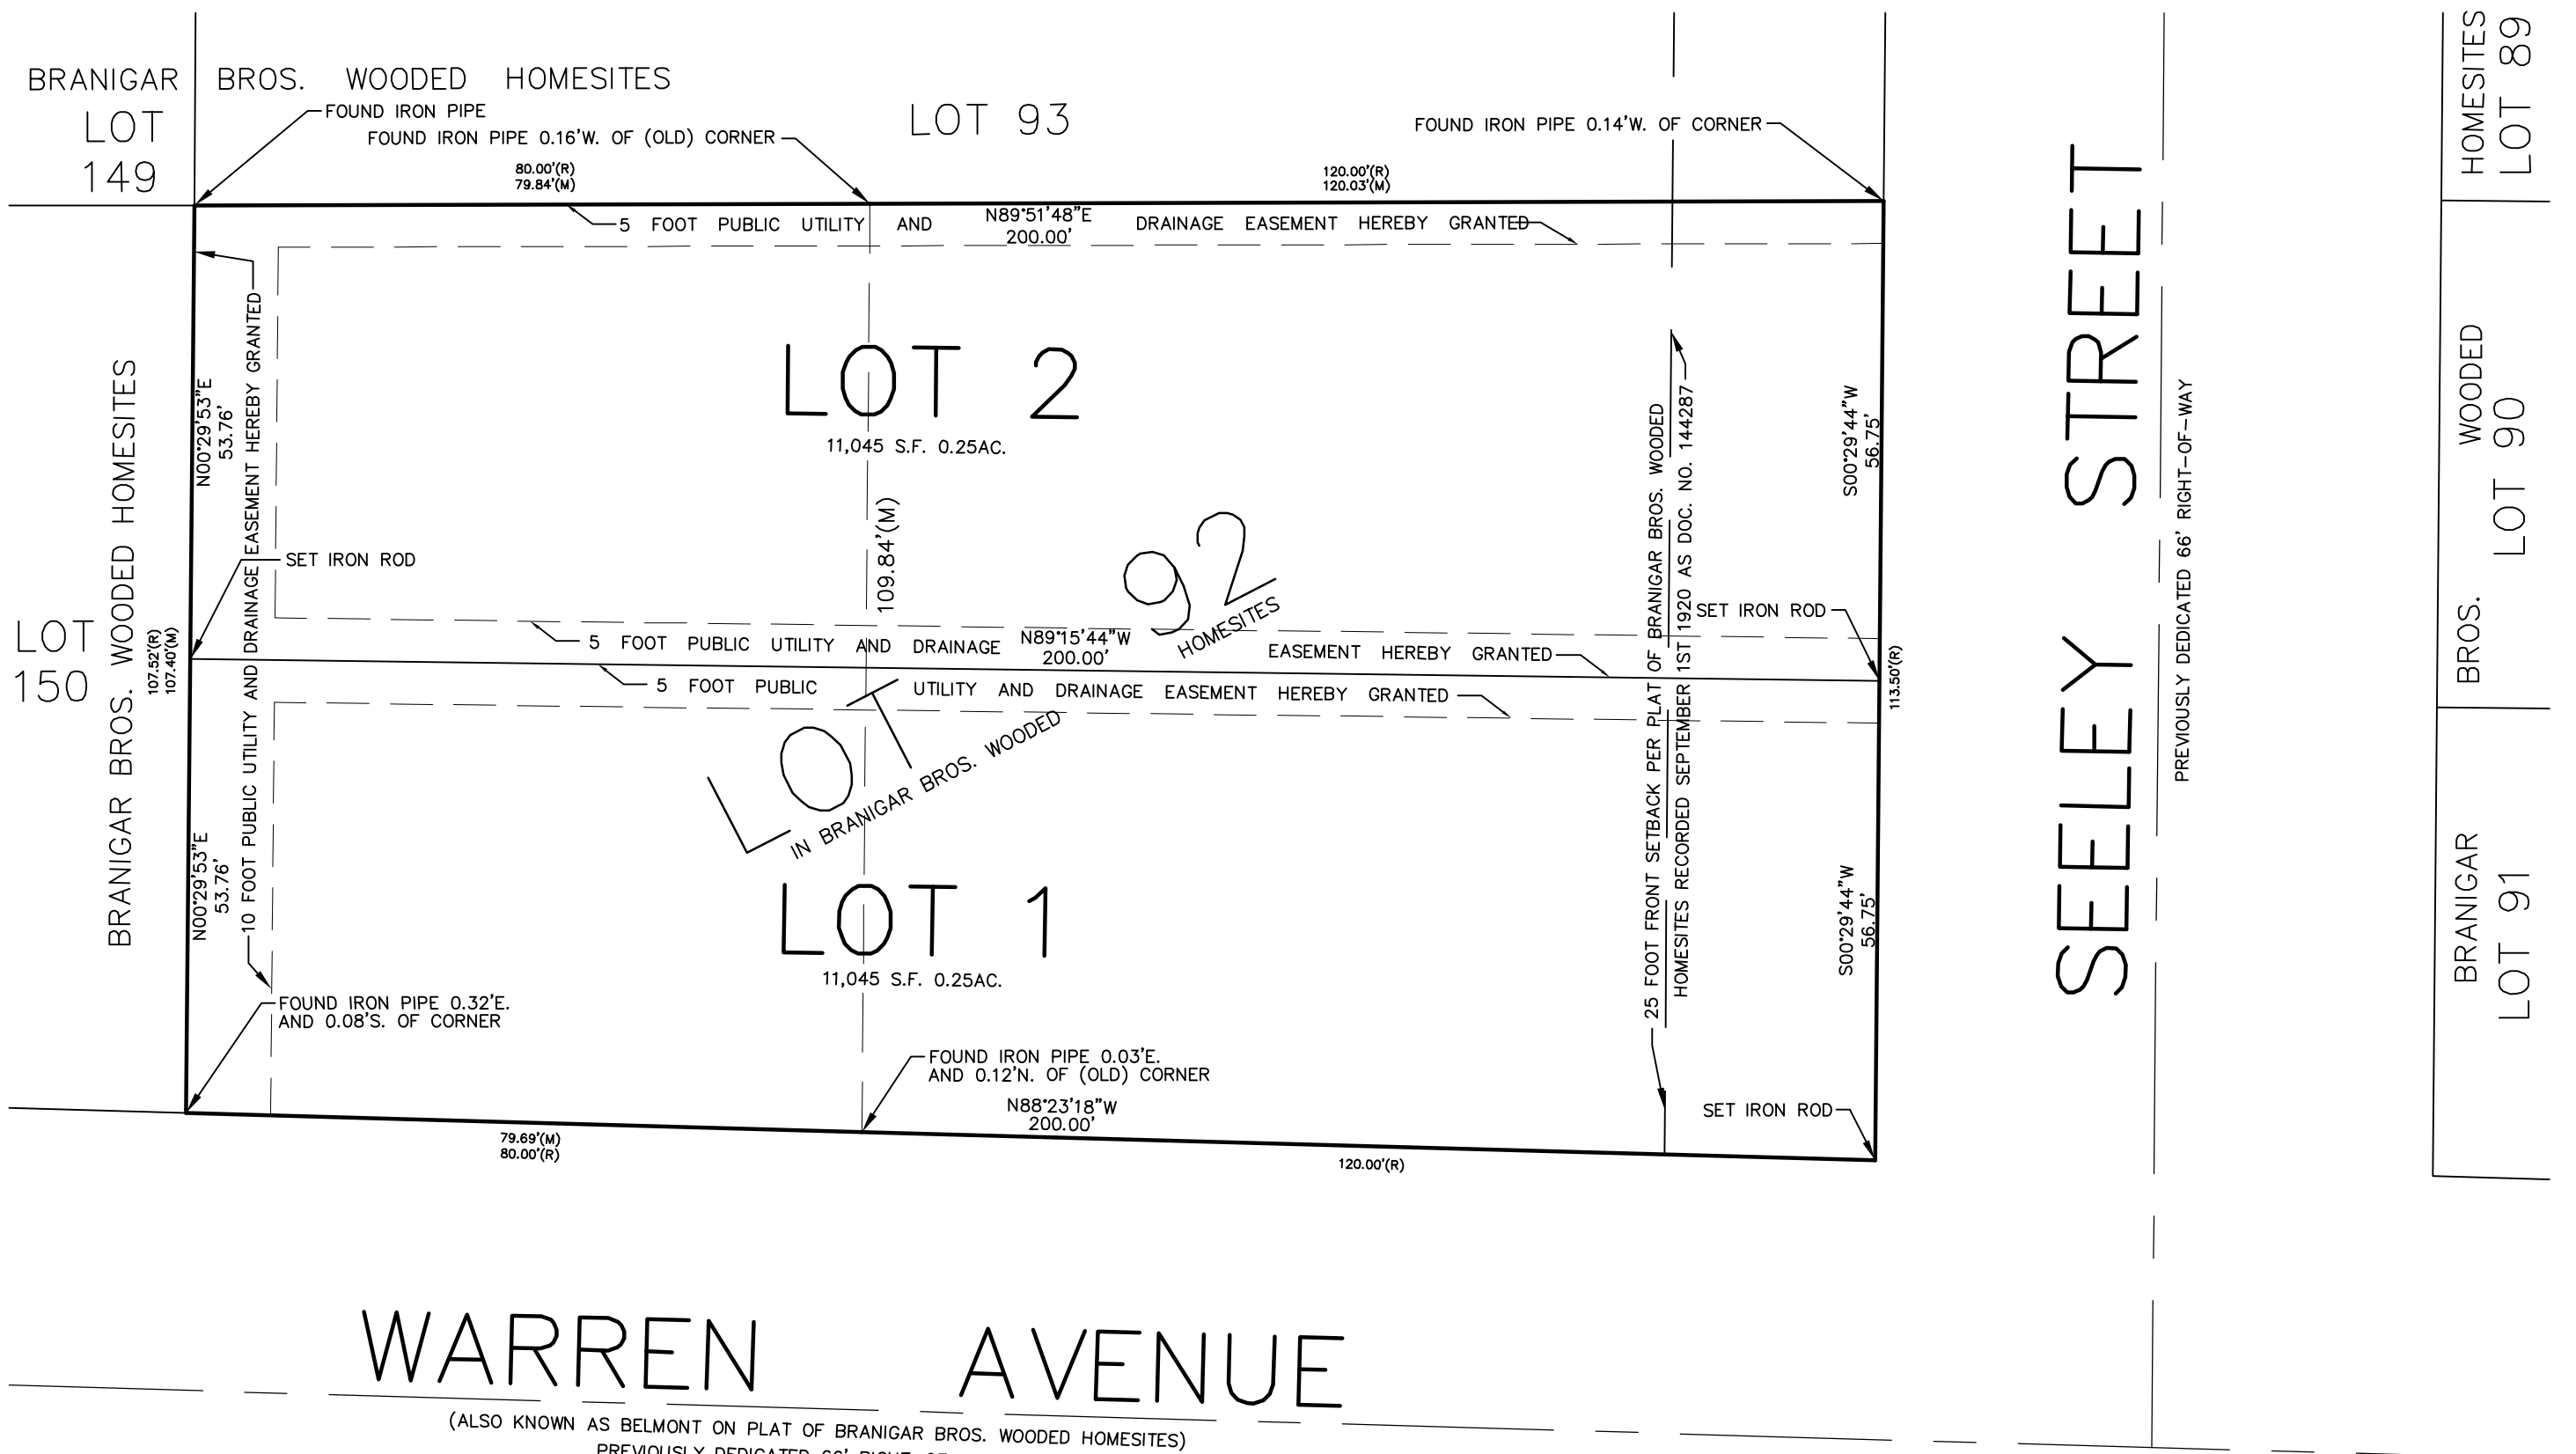 BRANIGAR BROS. WOODED HOMESITES
LOT
149
FOUND IRON PIPE
FOUND IRON PIPE 0.16'W. OF (OLD) CORNER
LOT 93
FOUND IRON PIPE 0.14'W. OF CORNER
80.00'(R)
79.84'(M)
120.00'(R)
120.03'(M)
5 FOOT PUBLIC UTILITY AND DRAINAGE EASEMENT HEREBY GRANTED
N89°51'48"E
200.00'
LOT 2
11,045 S.F. 0.25AC.
N00°29'53"E
53.76'
10 FOOT PUBLIC UTILITY AND DRAINAGE EASEMENT HEREBY GRANTED
BRANIGAR BROS. WOODED HOMESITES
LOT
150
107.52'(R)
107.40'(M)
SET IRON ROD
109.84'(M)
S00°29'44"W
56.75'
SET IRON ROD
113.50'(R)
25 FOOT FRONT SETBACK PER PLAT OF BRANIGAR BROS. WOODED
HOMESITES RECORDED SEPTEMBER 1ST 1920 AS DOC. NO. 144287
5 FOOT PUBLIC UTILITY AND DRAINAGE EASEMENT HEREBY GRANTED
N89°15'44"W
200.00'
5 FOOT PUBLIC UTILITY AND DRAINAGE EASEMENT HEREBY GRANTED
LOT 92
IN BRANIGAR BROS. WOODED HOMESITES
LOT 1
11,045 S.F. 0.25AC.
N00°29'53"E
53.76'
S00°29'44"W
56.75'
FOUND IRON PIPE 0.32'E.
AND 0.08'S. OF CORNER
FOUND IRON PIPE 0.03'E.
AND 0.12'N. OF (OLD) CORNER
N88°23'18"W
200.00'
SET IRON ROD
79.69'(M)
80.00'(R)
120.00'(R)
SEELEY STREET
PREVIOUSLY DEDICATED 66' RIGHT-OF-WAY
BRANIGAR BROS. WOODED HOMESITES
LOT 89
LOT 90
LOT 91
WARREN AVENUE
(ALSO KNOWN AS BELMONT ON PLAT OF BRANIGAR BROS. WOODED HOMESITES)
PREVIOUSLY DEDICATED 66' RIGHT